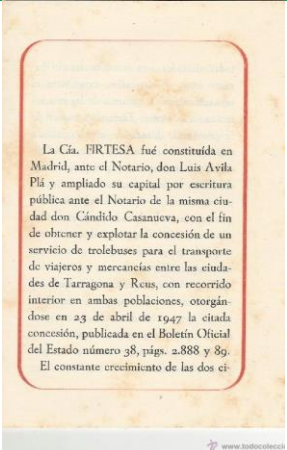 La Cía. FIRTESA fué constituída en
Madrid, ante el Notario, don Luis Avila
Plá y ampliado su capital por escritura
pública ante el Notario de la misma ciu-
dad don Cándido Casanueva, con el fin
de obtener y explotar la concesión de un
servicio de trolebuses para el transporte
de viajeros y mercancías entre las ciuda-
des de Tarragona y Reus, con recorrido
interior en ambas poblaciones, otorgán-
dose en 23 de abril de 1947 la citada
concesión, publicada en el Boletín Oficial
del Estado número 38, págs. 2.888 y 89.
El constante crecimiento de las dos ci-